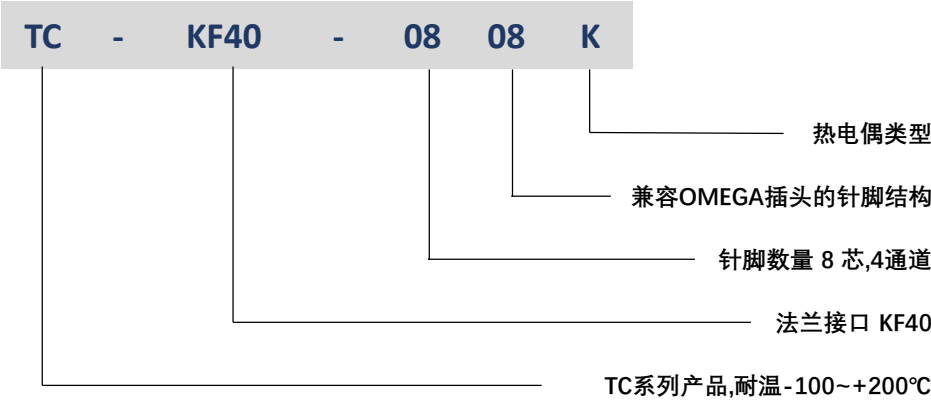 TC - KF40 - 08 08 K
热电偶类型
兼容OMEGA插头的针脚结构
针脚数量 8 芯,4通道
法兰接口 KF40
TC系列产品,耐温-100~+200℃